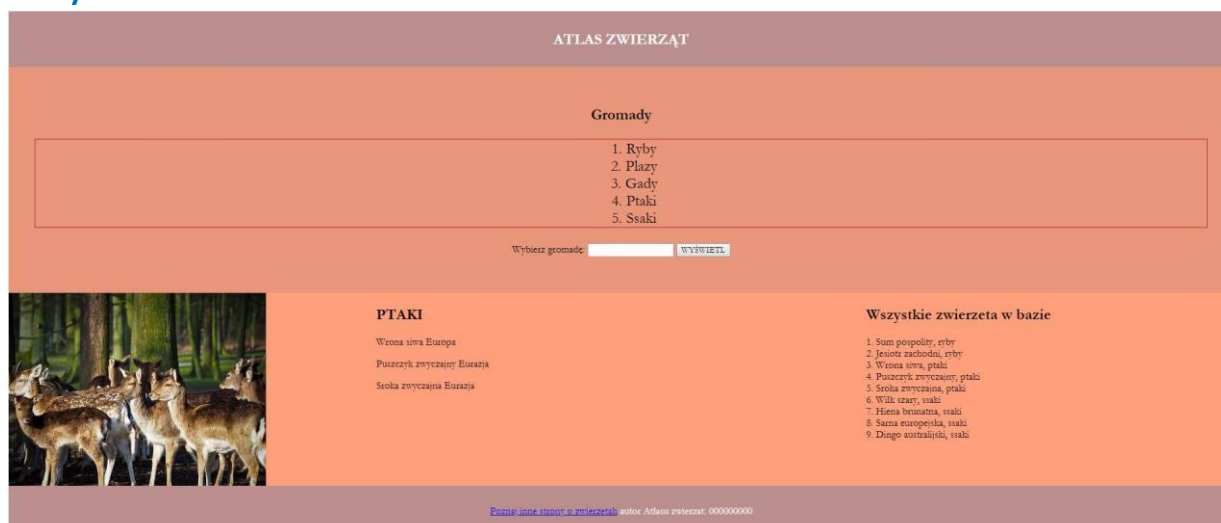 ATLAS ZWIERZĄT
Gromady
1. Ryby
2. Plazy
3. Gady
4. Ptaki
5. Ssaki
Wybierz gromadę: WYŚWIETL
PTAKI
Wrona siwa Europa
Puszczyk zwyczajny Eurazja
Sroka zwyczajna Eurazja
Wszystkie zwierzeta w bazie
1. Sum pospolity, ryby
2. Jesiotr zachodni, ryby
3. Wrona siwa, ptaki
4. Puszczyk zwyczajny, ptaki
5. Sroka zwyczajna, ptaki
6. Wilk szary, ssaki
7. Hiena brunatna, ssaki
8. Sarna europejska, ssaki
9. Dingo australijski, ssaki
Poznaj inne strony o zwierzetah autor Atlasu zwierzat: 000000000